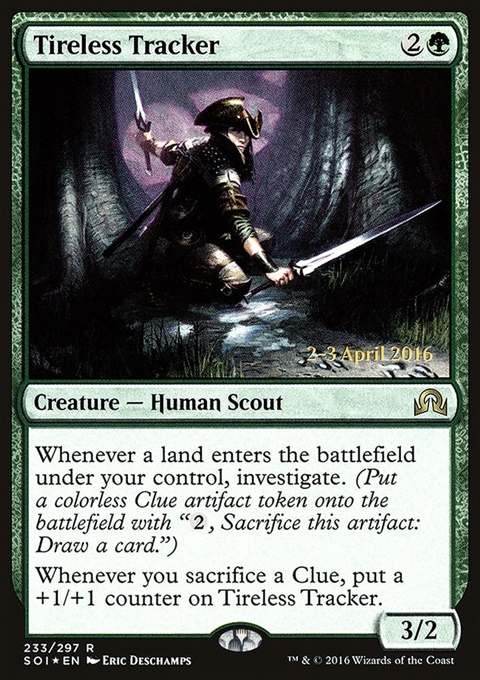 Tireless Tracker 2
2-3 April 2016
Creature — Human Scout
Whenever a land enters the battlefield
under your control, investigate. (Put
a colorless Clue artifact token onto the
battlefield with “2, Sacrifice this artifact:
Draw a card.”)
Whenever you sacrifice a Clue, put a
+1/+1 counter on Tireless Tracker.
3/2
233/297 R
SOI★EN Eric Deschamps
™ & © 2016 Wizards of the Coast